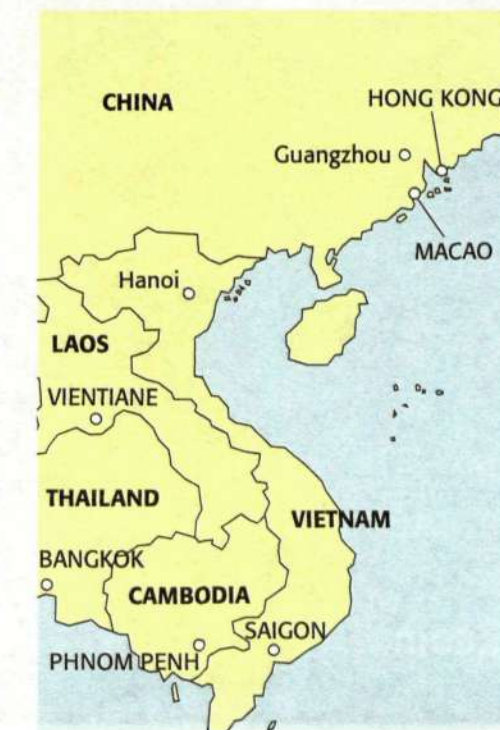 CHINA
HONG KONG
Guangzhou
MACAO
Hanoi
LAOS
VIENTIANE
THAILAND
VIETNAM
BANGKOK
CAMBODIA
SAIGON
PHNOM PENH